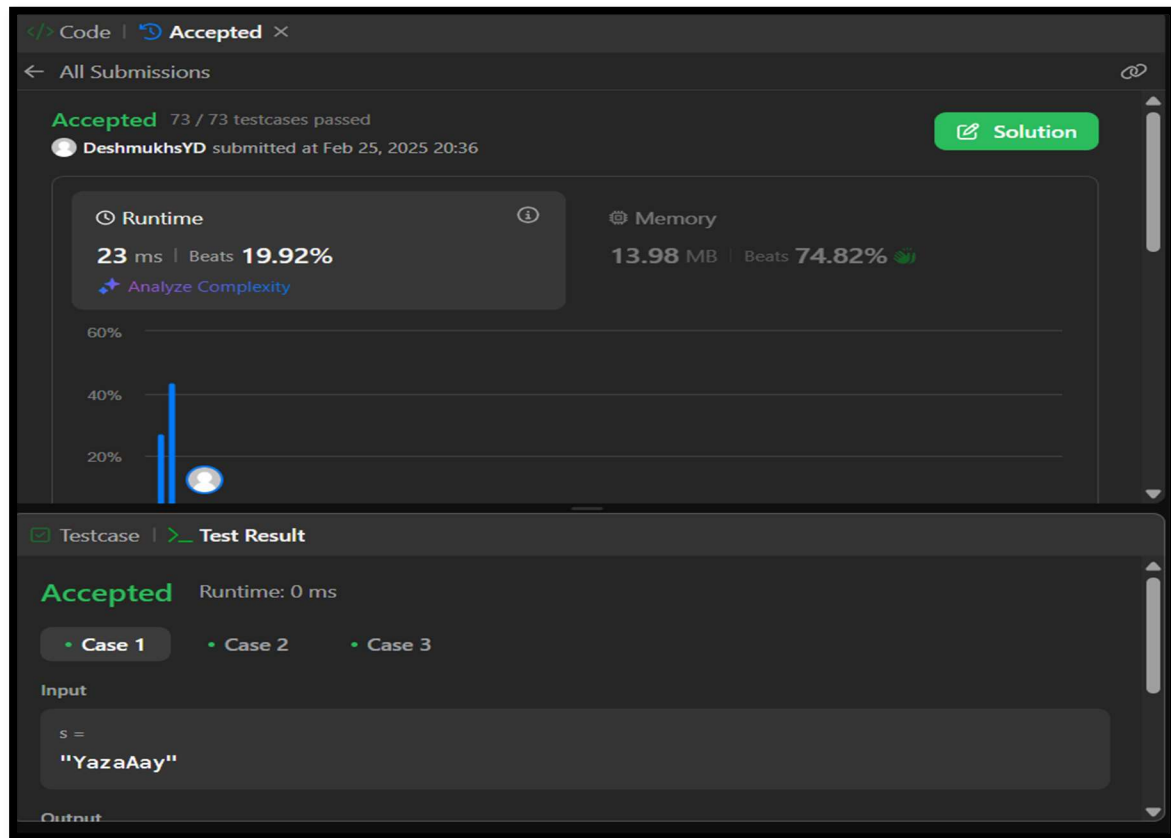 </> Code | Accepted ×
← All Submissions
Accepted 73 / 73 testcases passed
DeshmukhsYD submitted at Feb 25, 2025 20:36
Solution
Runtime
23 ms | Beats 19.92%
Analyze Complexity
Memory
13.98 MB | Beats 74.82%
60%
40%
20%
Testcase | >_ Test Result
Accepted Runtime: 0 ms
• Case 1 • Case 2 • Case 3
Input
s =
"YazaAay"
Output